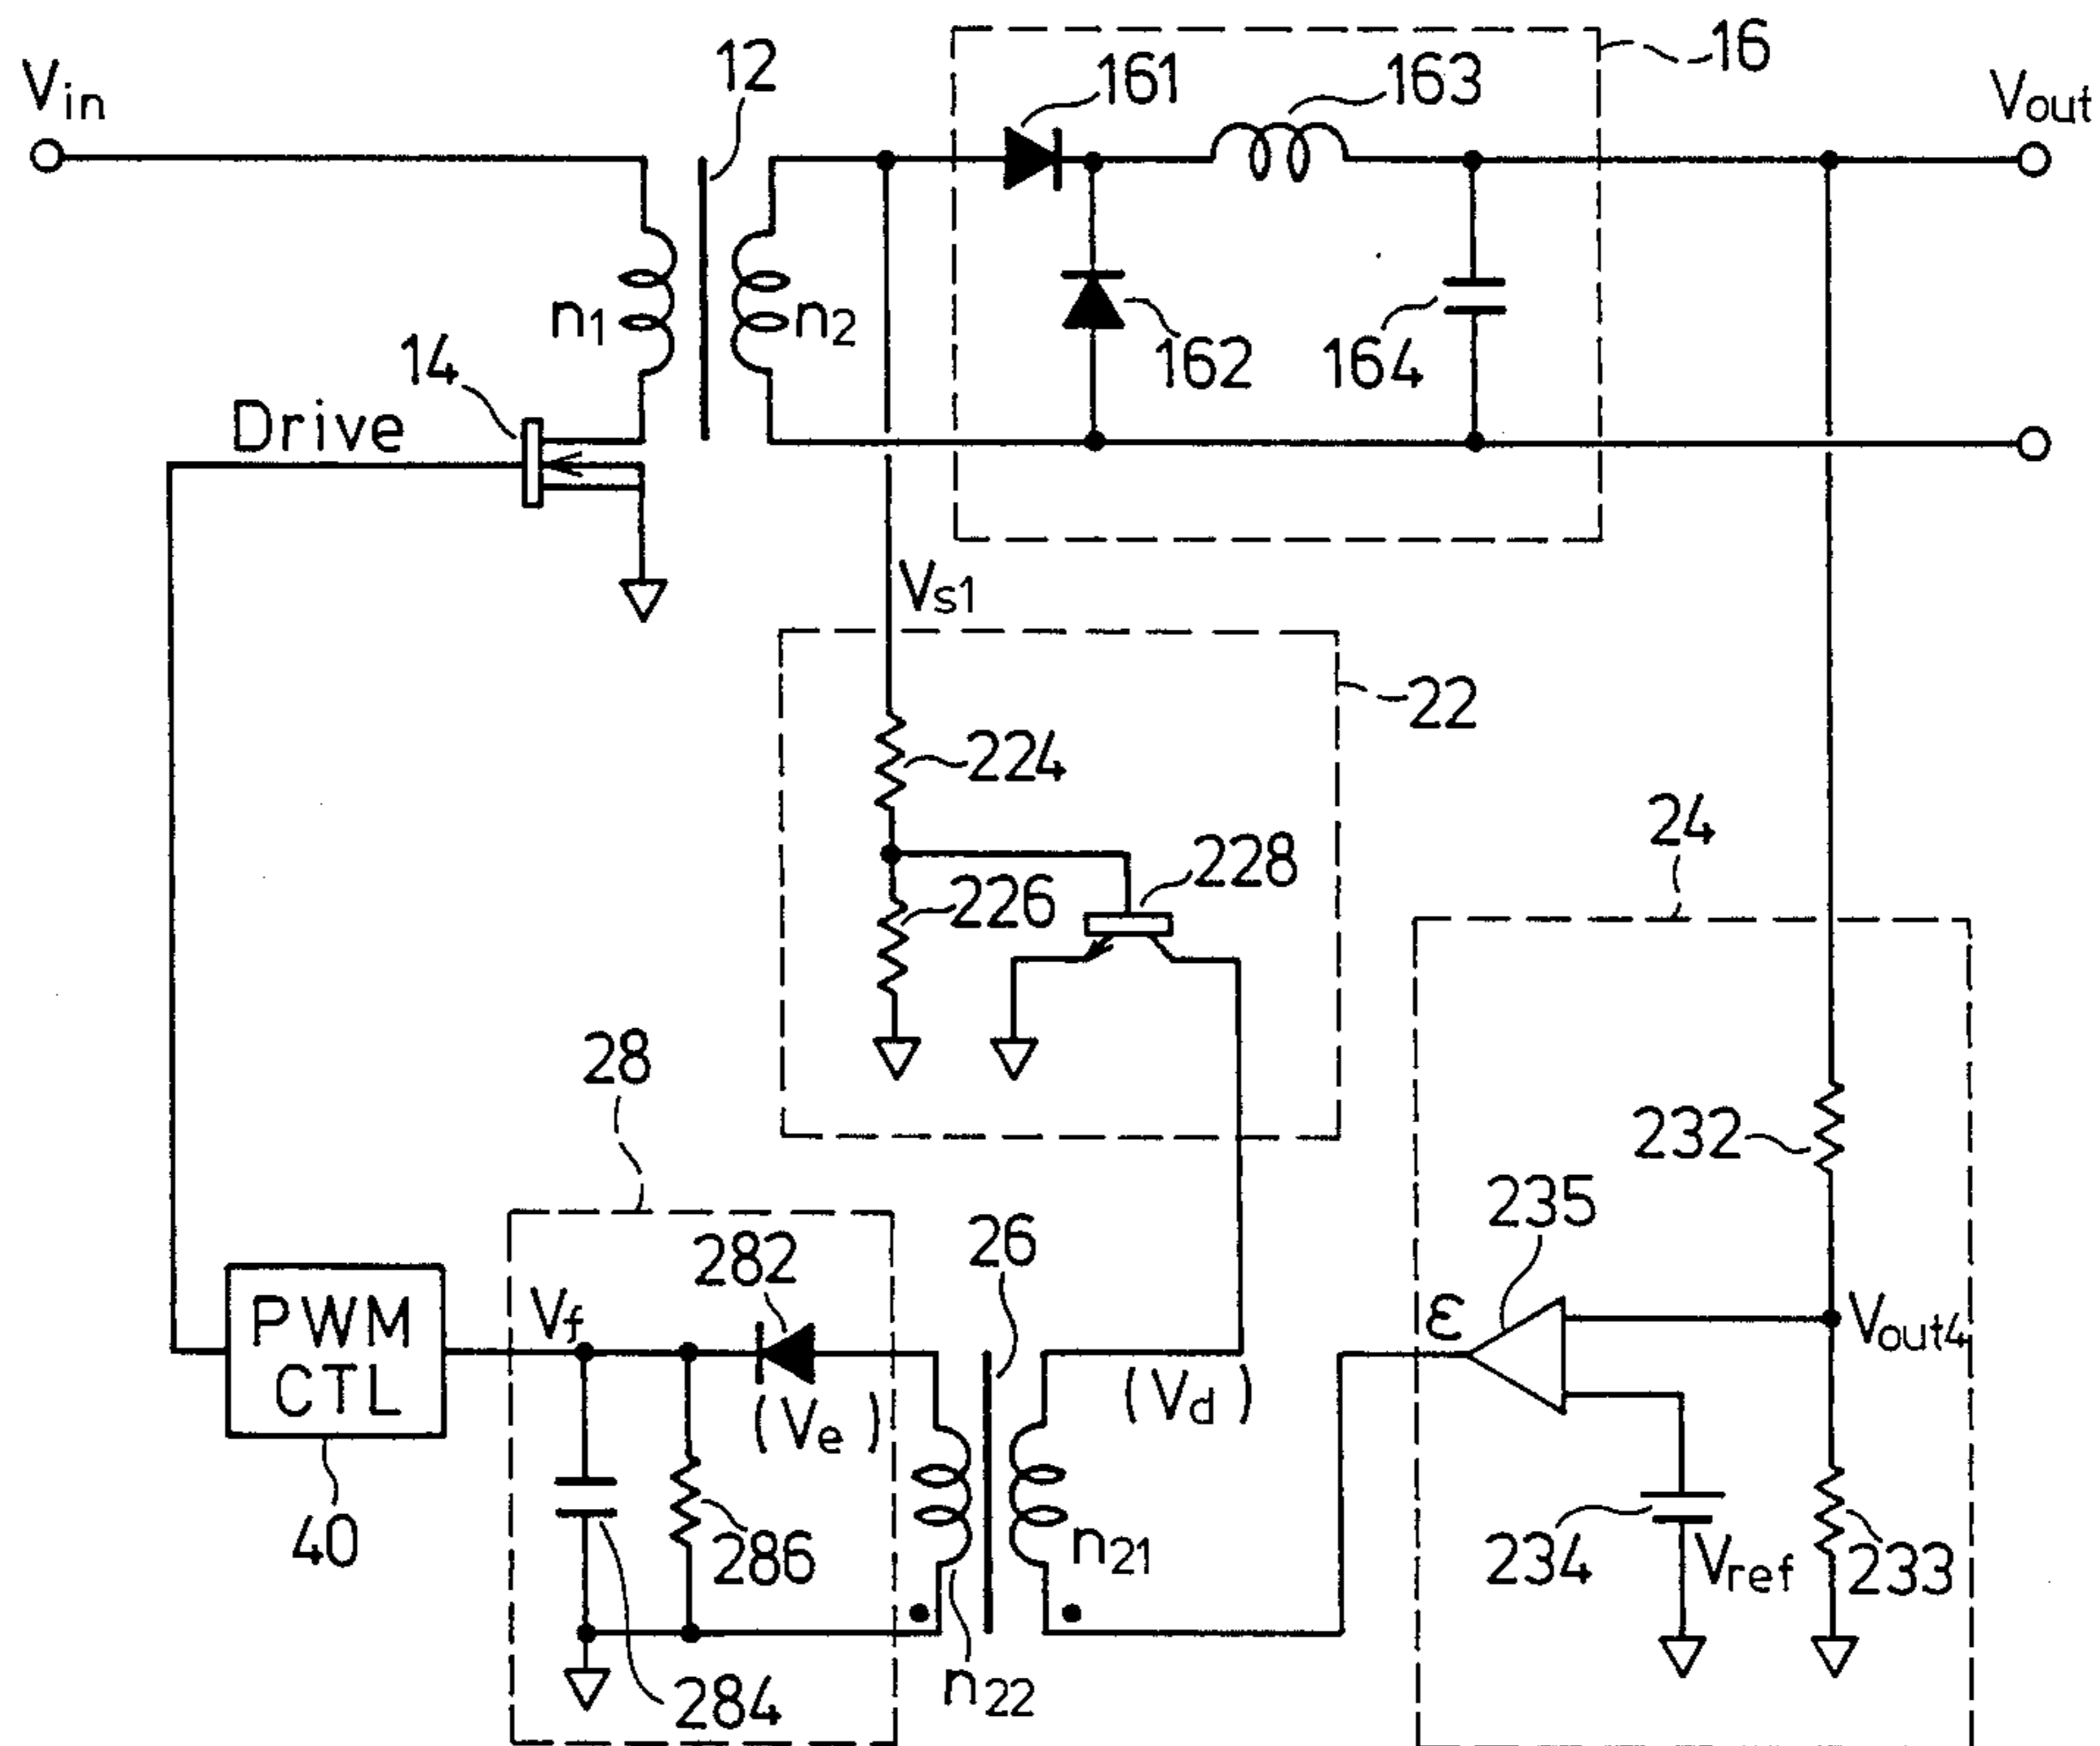 Vin
12
161
163
16
Vout
n1
n2
14
162
164
Drive
Vs1
22
224
24
228
226
28
232
235
26
282
ε
Vout4
PWM
CTL
Vf
(Vd)
(Ve)
n21
40
286
234
Vref
233
284
n22